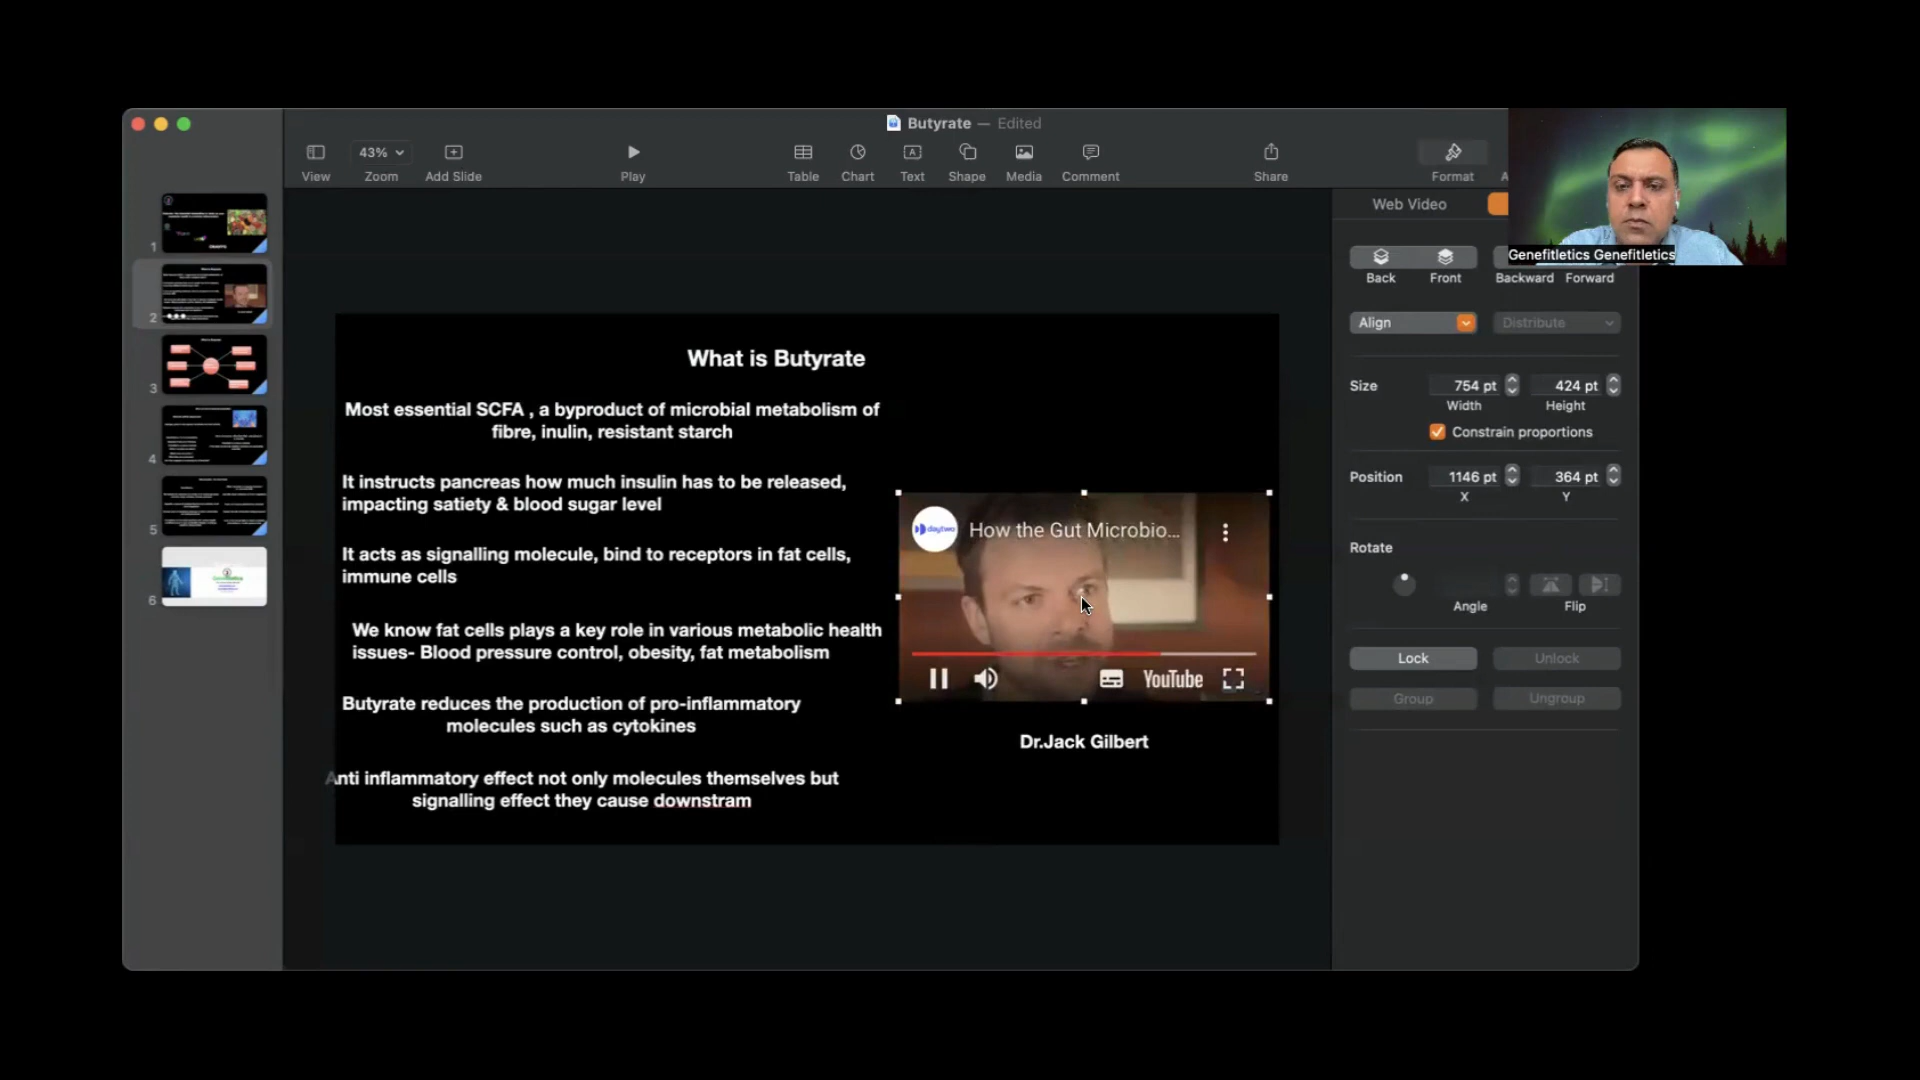 Butyrate — Edited
43%
View
Zoom
Add Slide
Play
Table
Chart
Text
Shape
Media
Comment
Share
Format
Web Video
Genefitletics Genefitletics
Back
Front
Backward
Forward
Align
Distribute
Size
754 pt
424 pt
Width
Height
Constrain proportions
Position
1146 pt
364 pt
X
Y
Rotate
Angle
Flip
Lock
Unlock
Group
Ungroup
1
2
3
4
5
6
What is Butyrate
Most essential SCFA , a byproduct of microbial metabolism of
fibre, inulin, resistant starch
It instructs pancreas how much insulin has to be released,
impacting satiety & blood sugar level
It acts as signalling molecule, bind to receptors in fat cells,
immune cells
We know fat cells plays a key role in various metabolic health
issues- Blood pressure control, obesity, fat metabolism
Butyrate reduces the production of pro-inflammatory
molecules such as cytokines
Anti inflammatory effect not only molecules themselves but
signalling effect they cause downstram
daytwo
How the Gut Microbio...
YouTube
Dr.Jack Gilbert